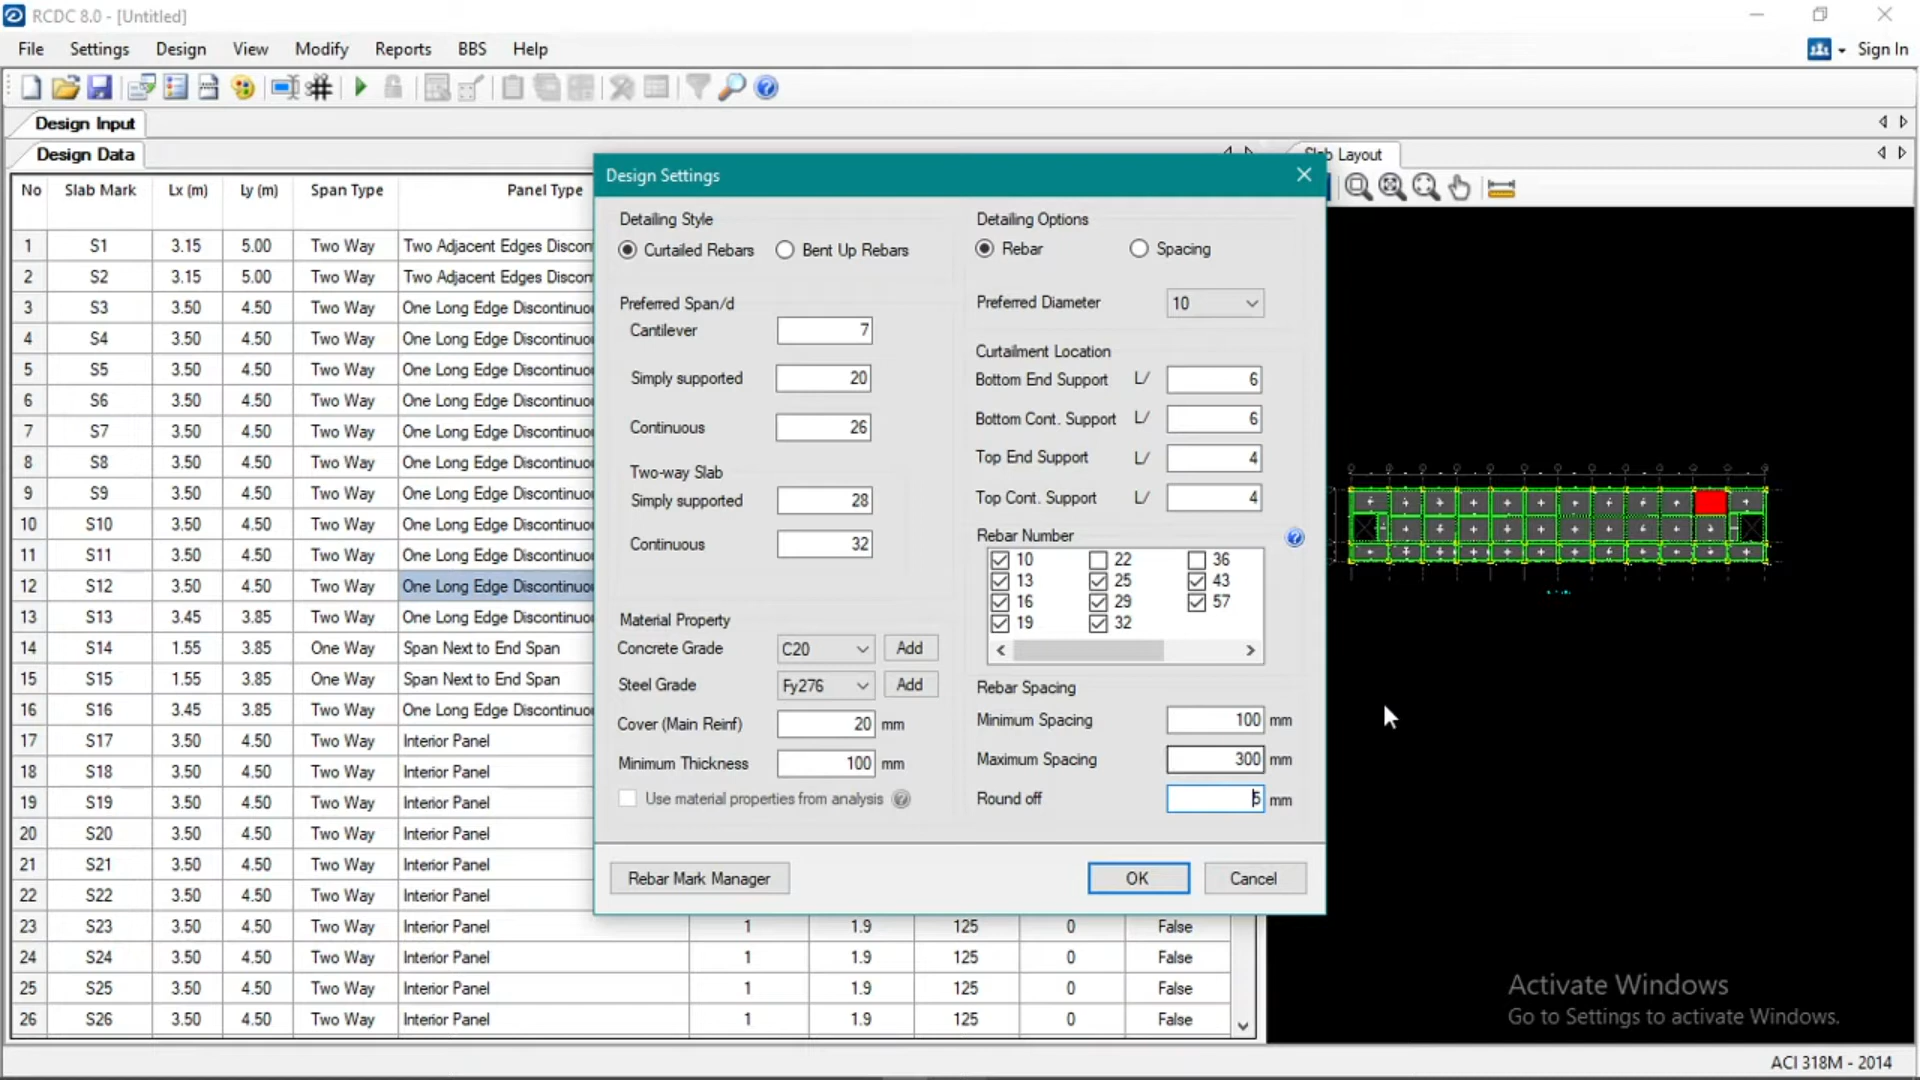 RCDC 8.0 - [Untitled]
File Settings Design View Modify Reports BBS Help Sign In
Design Input
Design Data
Slab Layout
No Slab Mark Lx (m) Ly (m) Span Type Panel Type
1 S1 3.15 5.00 Two Way Two Adjacent Edges Discon
2 S2 3.15 5.00 Two Way Two Adjacent Edges Discon
3 S3 3.50 4.50 Two Way One Long Edge Discontinuo
4 S4 3.50 4.50 Two Way One Long Edge Discontinuo
5 S5 3.50 4.50 Two Way One Long Edge Discontinuo
6 S6 3.50 4.50 Two Way One Long Edge Discontinuo
7 S7 3.50 4.50 Two Way One Long Edge Discontinuo
8 S8 3.50 4.50 Two Way One Long Edge Discontinuo
9 S9 3.50 4.50 Two Way One Long Edge Discontinuo
10 S10 3.50 4.50 Two Way One Long Edge Discontinuo
11 S11 3.50 4.50 Two Way One Long Edge Discontinuo
12 S12 3.50 4.50 Two Way One Long Edge Discontinuo
13 S13 3.45 3.85 Two Way One Long Edge Discontinuo
14 S14 1.55 3.85 One Way Span Next to End Span
15 S15 1.55 3.85 One Way Span Next to End Span
16 S16 3.45 3.85 Two Way One Long Edge Discontinuo
17 S17 3.50 4.50 Two Way Interior Panel
18 S18 3.50 4.50 Two Way Interior Panel
19 S19 3.50 4.50 Two Way Interior Panel
20 S20 3.50 4.50 Two Way Interior Panel
21 S21 3.50 4.50 Two Way Interior Panel
22 S22 3.50 4.50 Two Way Interior Panel
23 S23 3.50 4.50 Two Way Interior Panel 1 1.9 125 0 False
24 S24 3.50 4.50 Two Way Interior Panel 1 1.9 125 0 False
25 S25 3.50 4.50 Two Way Interior Panel 1 1.9 125 0 False
26 S26 3.50 4.50 Two Way Interior Panel 1 1.9 125 0 False
Design Settings
Detailing Style
Curtailed Rebars Bent Up Rebars
Preferred Span/d
Cantilever 7
Simply supported 20
Continuous 26
Two-way Slab
Simply supported 28
Continuous 32
Material Property
Concrete Grade C20 Add
Steel Grade Fy276 Add
Cover (Main Reinf) 20 mm
Minimum Thickness 100 mm
Use material properties from analysis
Detailing Options
Rebar Spacing
Preferred Diameter 10
Curtailment Location
Bottom End Support L/ 6
Bottom Cont. Support L/ 6
Top End Support L/ 4
Top Cont. Support L/ 4
Rebar Number
10 22 36
13 25 43
16 29 57
19 32
Rebar Spacing
Minimum Spacing 100 mm
Maximum Spacing 300 mm
Round off 5 mm
Rebar Mark Manager OK Cancel
Activate Windows
Go to Settings to activate Windows.
ACI 318M - 2014